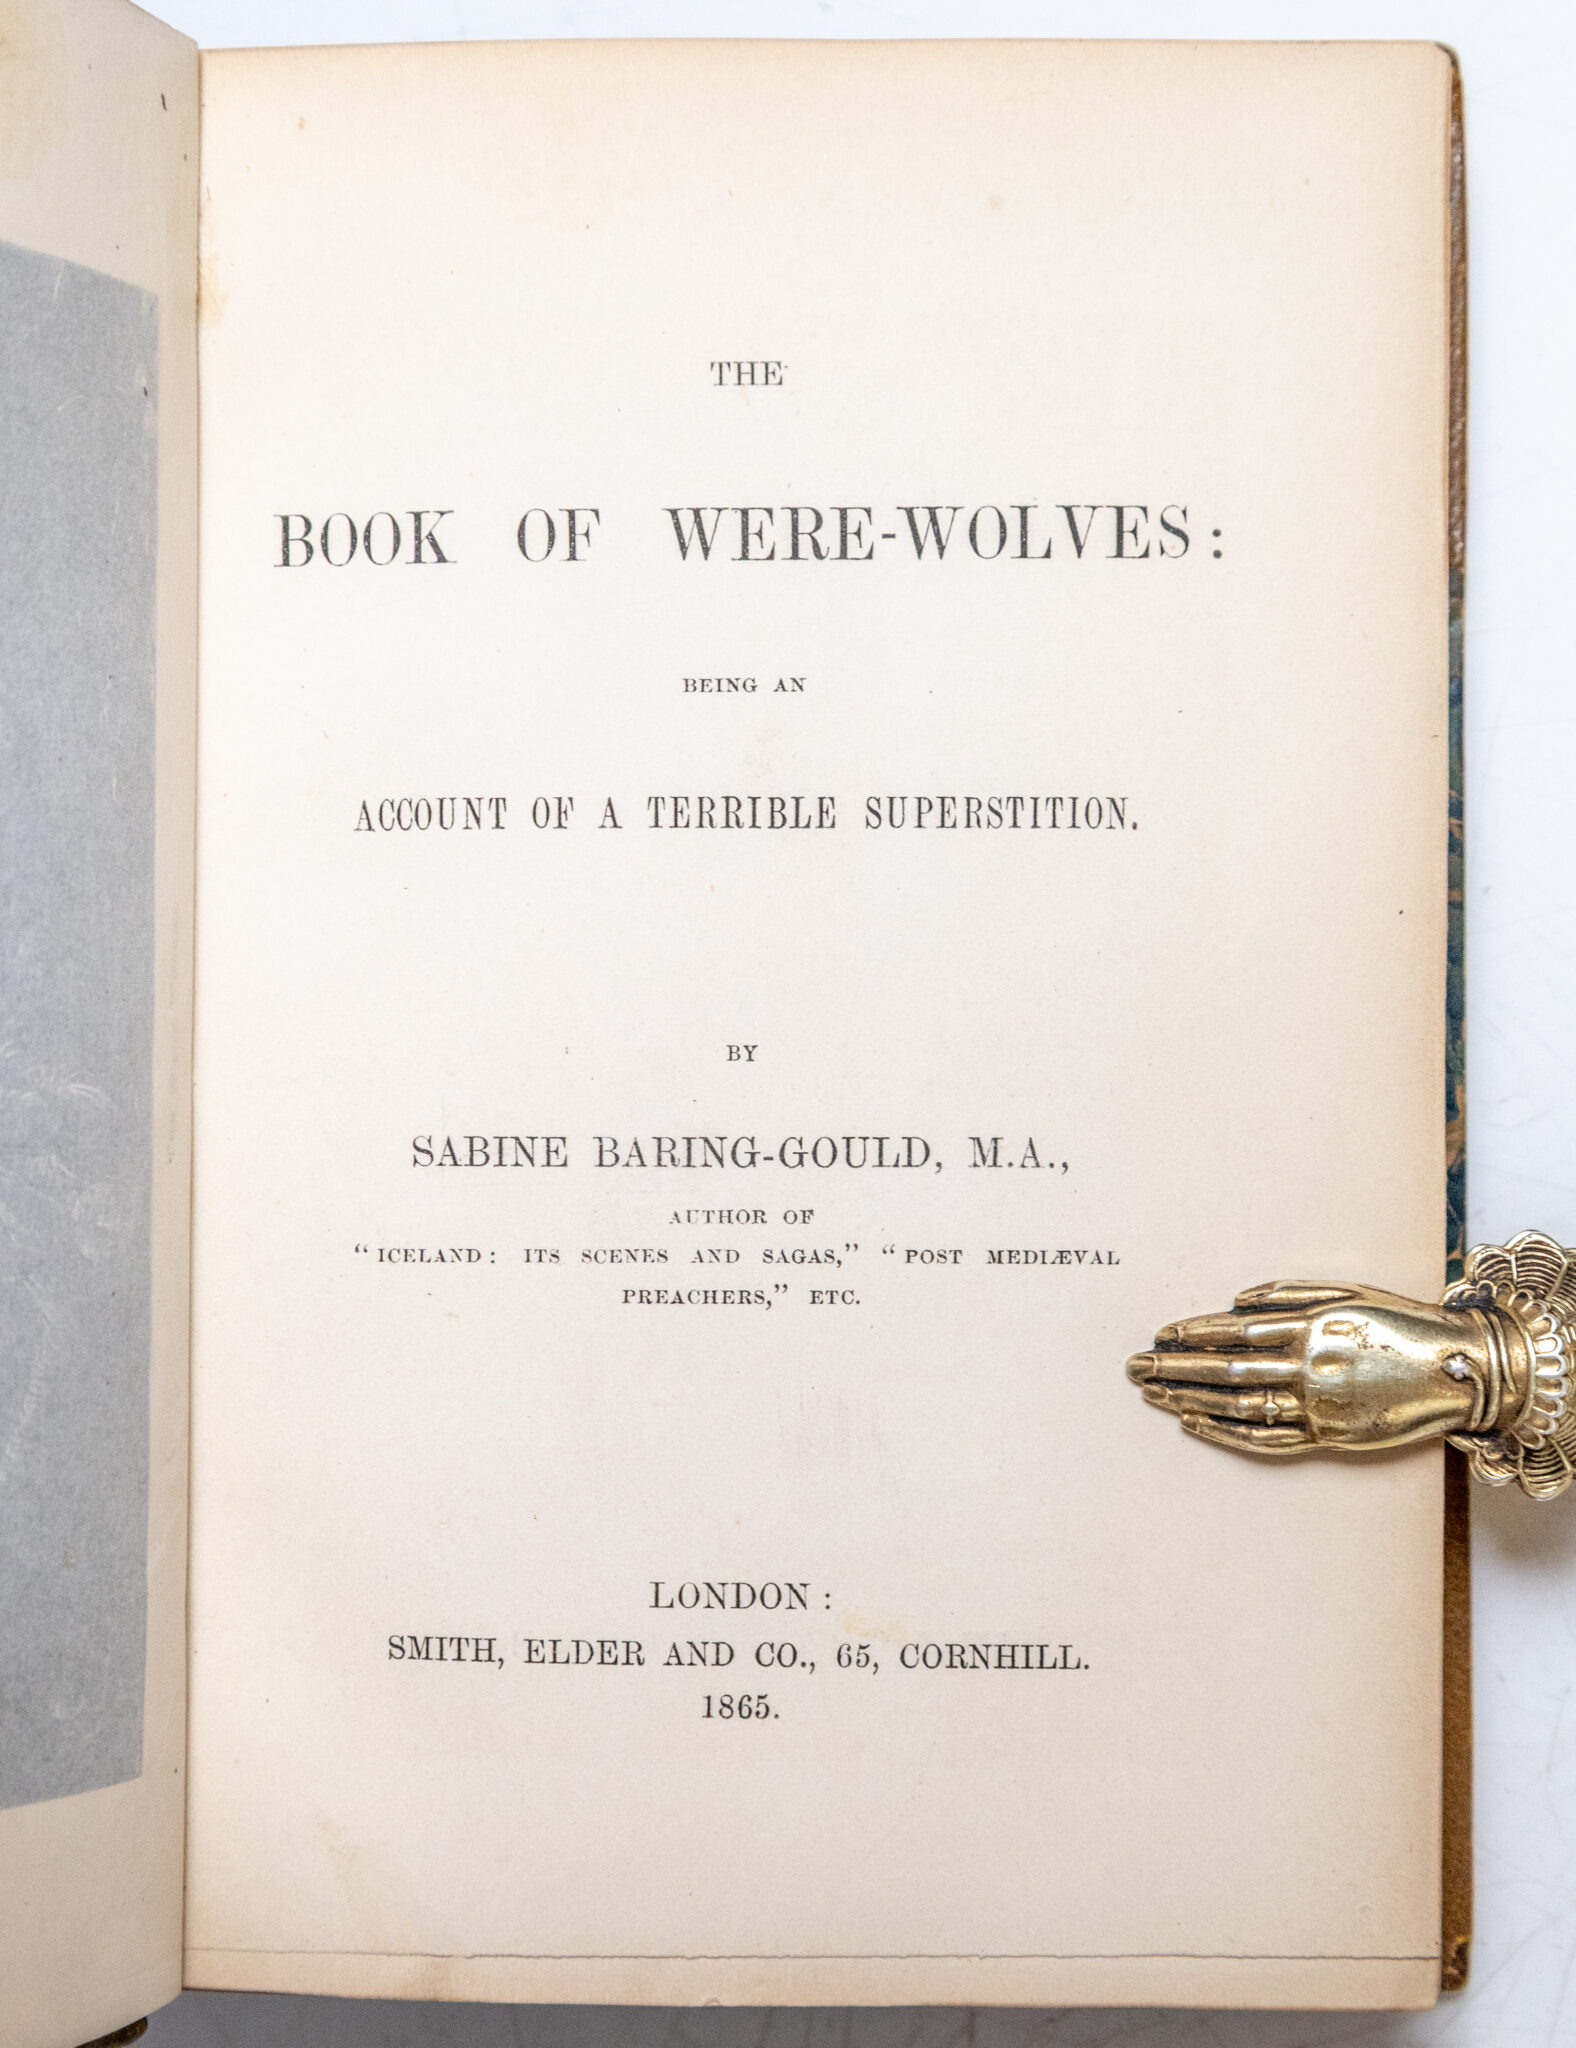 THE
BOOK OF WERE-WOLVES:
BEING AN
ACCOUNT OF A TERRIBLE SUPERSTITION.
BY
SABINE BARING-GOULD, M.A.,
AUTHOR OF
"ICELAND: ITS SCENES AND SAGAS," "POST MEDIÆVAL
PREACHERS," ETC.
LONDON:
SMITH, ELDER AND CO., 65, CORNHILL.
1865.